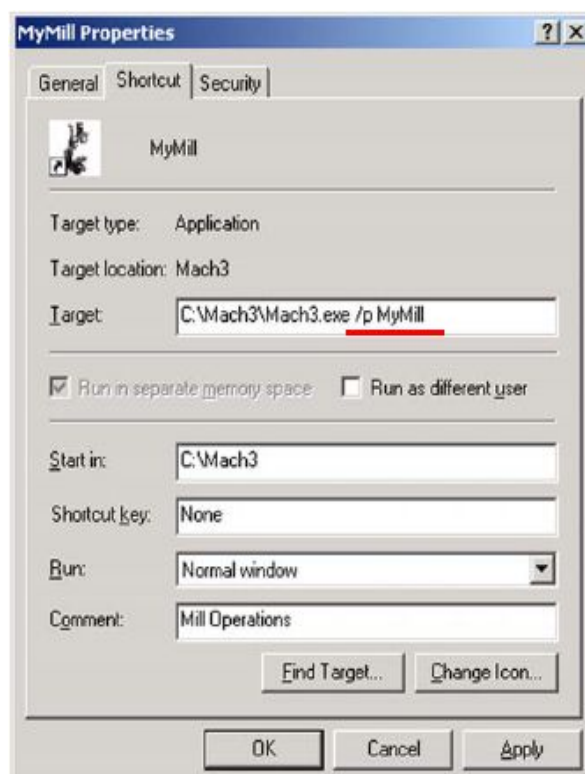 MyMill Properties
General Shortcut Security
MyMill
Target type: Application
Target location: Mach3
Target: C:\Mach3\Mach3.exe /p MyMill
Run in separate memory space Run as different user
Start in: C:\Mach3
Shortcut key: None
Run: Normal window
Comment: Mill Operations
Find Target... Change Icon...
OK Cancel Apply